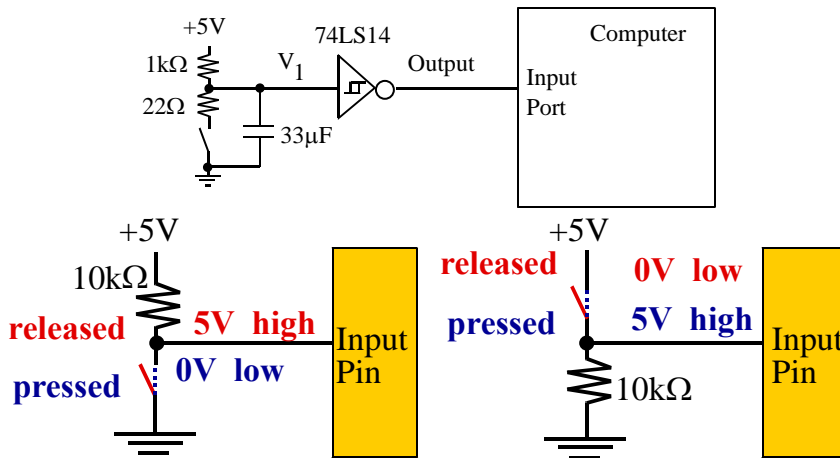 +5V
74LS14
Computer
1kΩ
V1
Output
Input
Port
22Ω
33µF
+5V
10kΩ
released
5V high
pressed
0V low
Input
Pin
+5V
released
0V low
pressed
5V high
Input
Pin
10kΩ